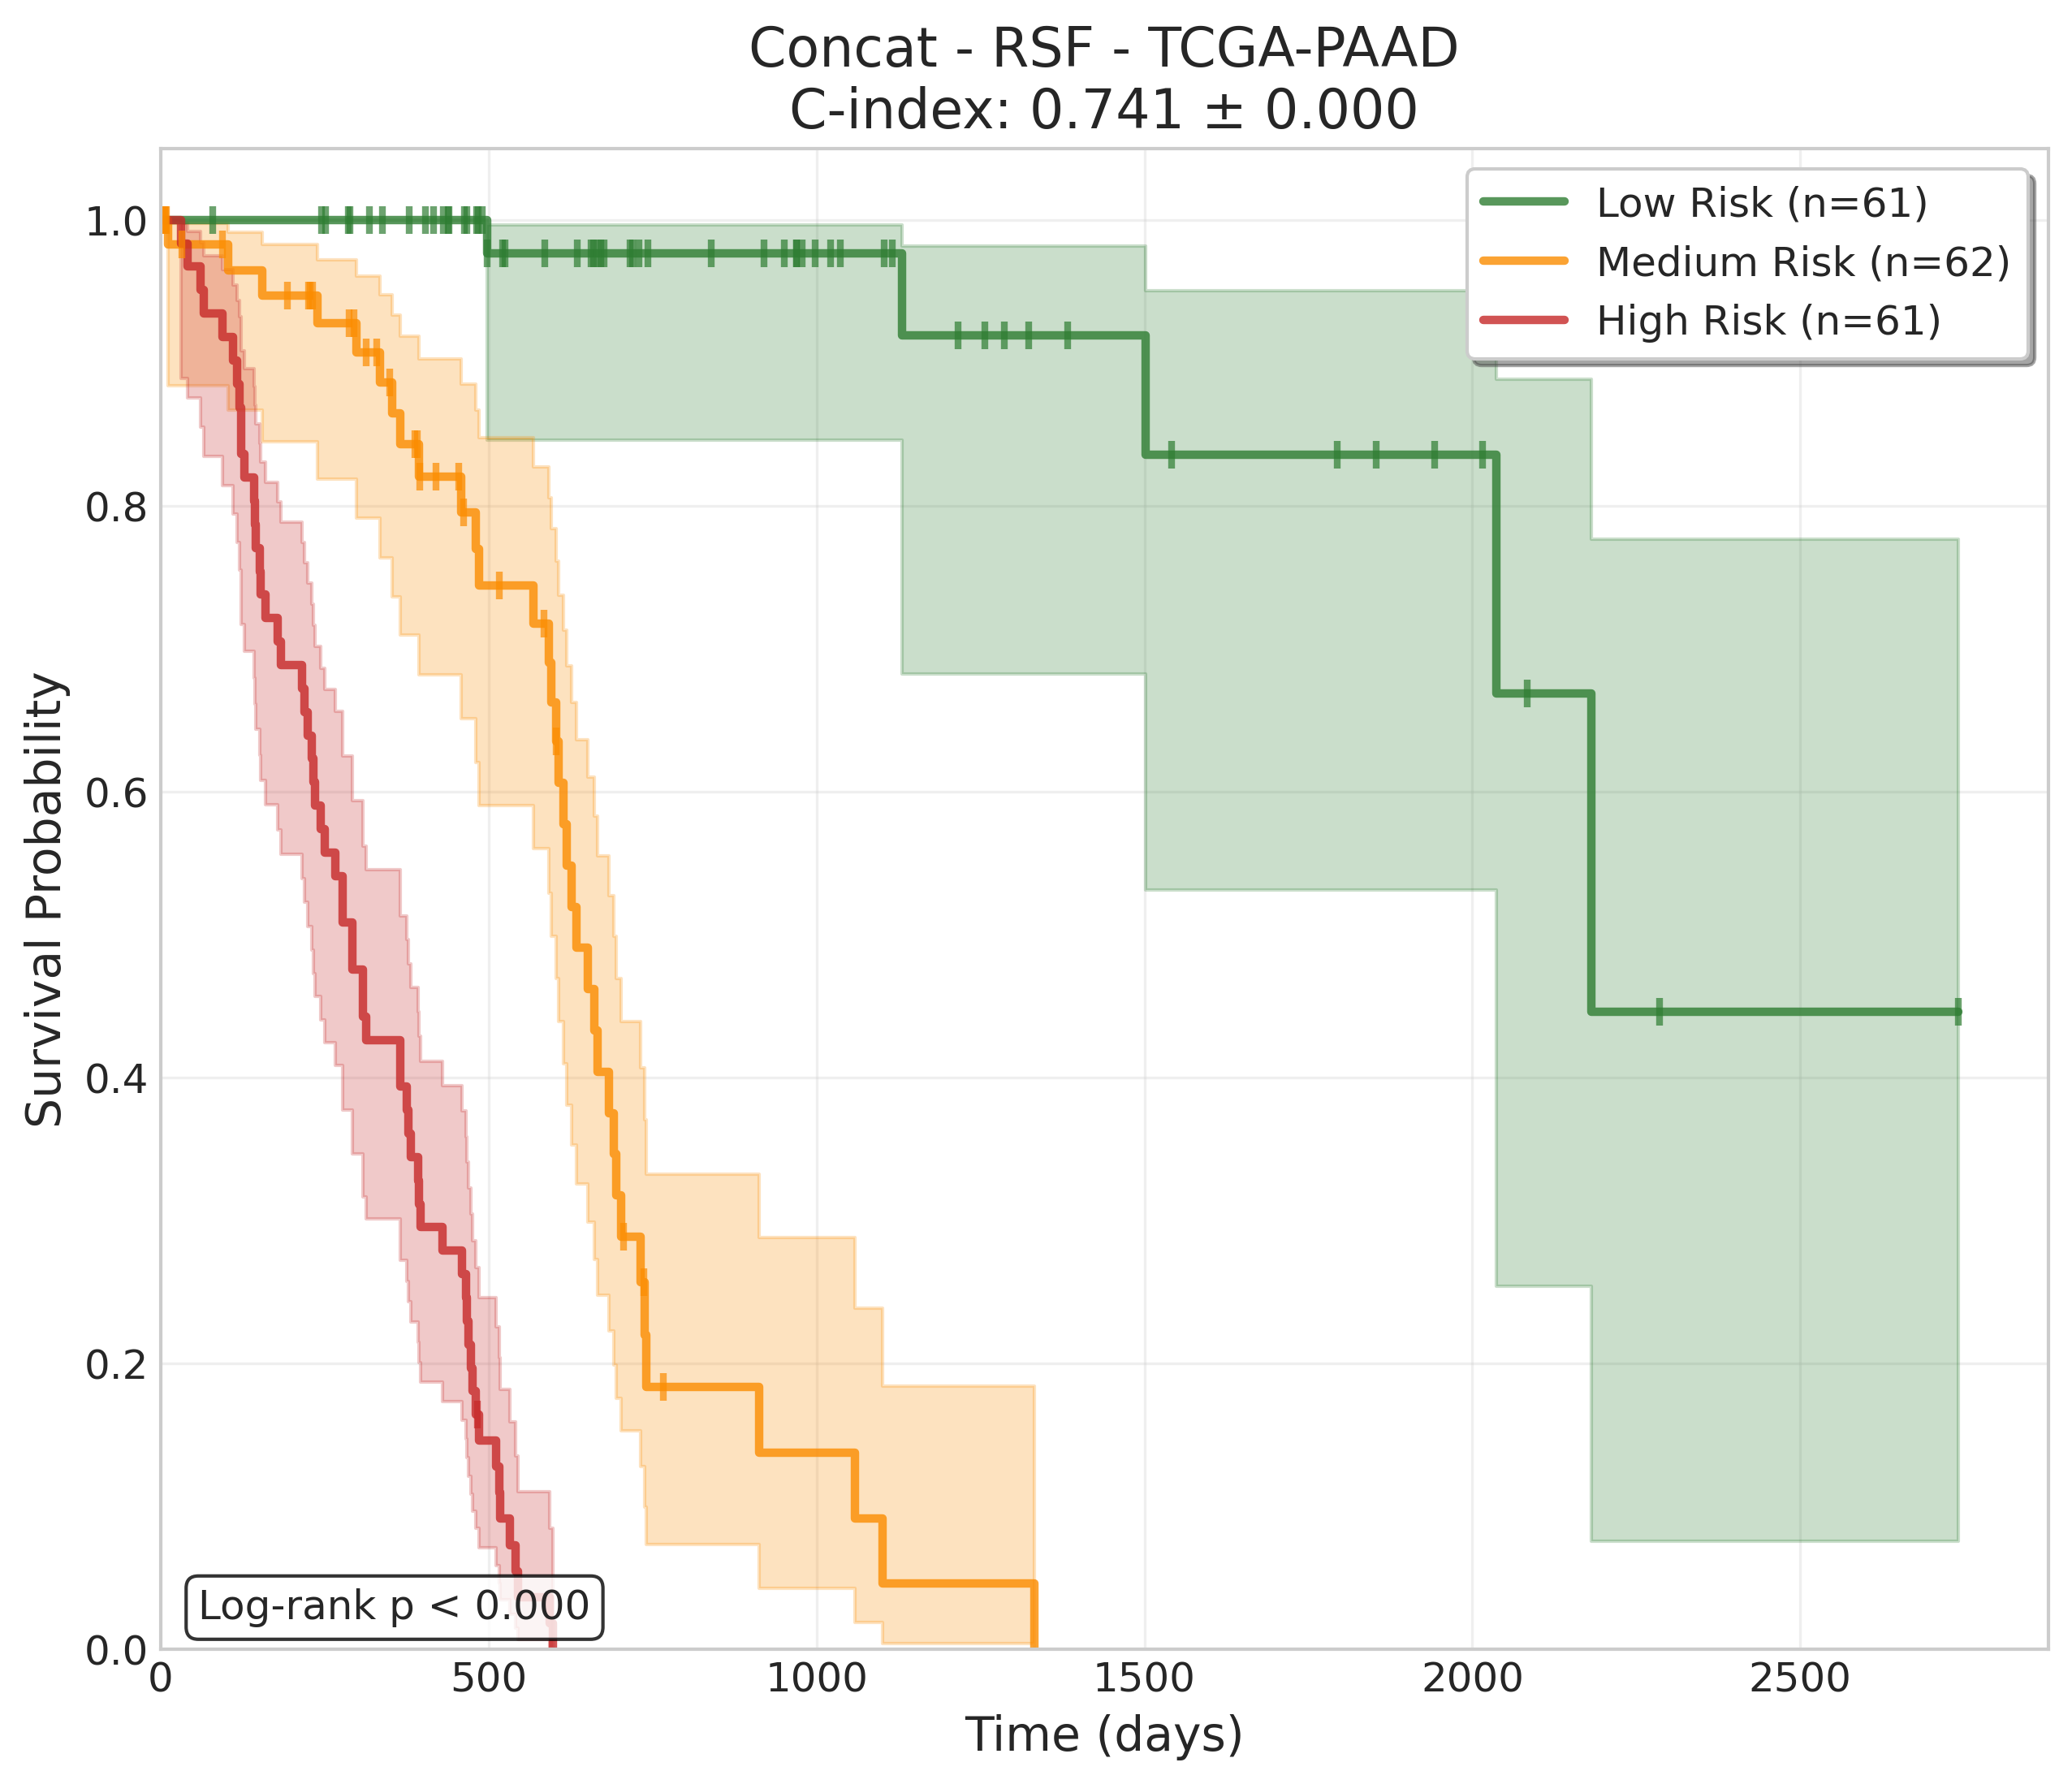 Concat - RSF - TCGA-PAAD
C-index: 0.741 ± 0.000
Low Risk (n=61)
Medium Risk (n=62)
High Risk (n=61)
Survival Probability
1.0
0.8
0.6
0.4
0.2
0.0
Log-rank p < 0.000
0 500 1000 1500 2000 2500
Time (days)